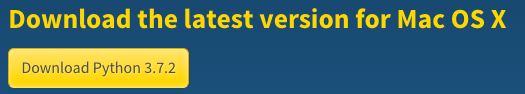 Download the latest version for Mac OS X
Download Python 3.7.2